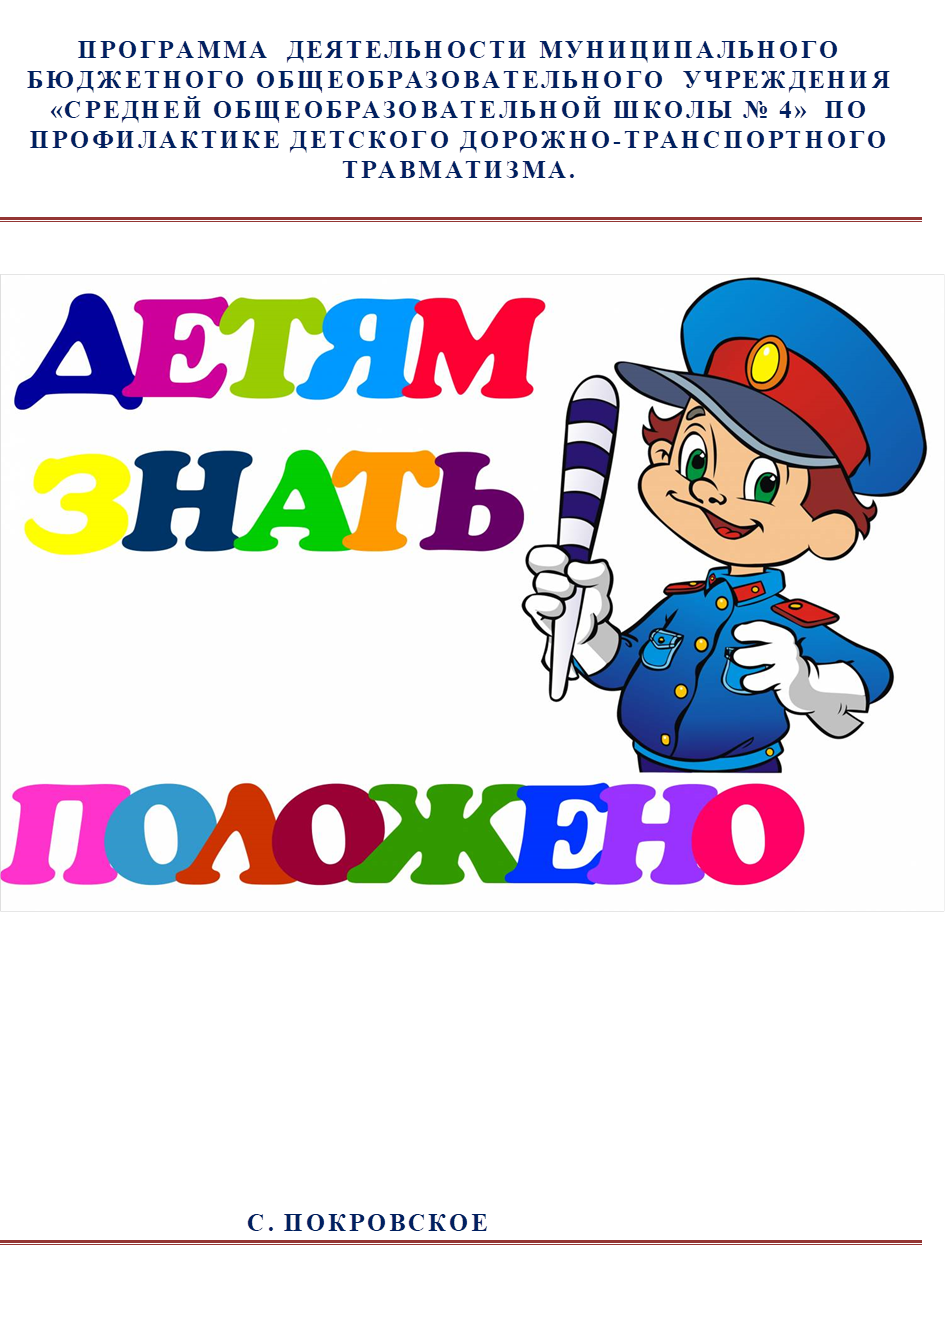 ПРОГРАММА ДЕЯТЕЛЬНОСТИ МУНИЦИПАЛЬНОГО
БЮДЖЕТНОГО ОБЩЕОБРАЗОВАТЕЛЬНОГО УЧРЕЖДЕНИЯ
«СРЕДНЕЙ ОБЩЕОБРАЗОВАТЕЛЬНОЙ ШКОЛЫ № 4» ПО
ПРОФИЛАКТИКЕ ДЕТСКОГО ДОРОЖНО-ТРАНСПОРТНОГО
ТРАВМАТИЗМА.
ДЕТЯМ
ЗНАТЬ
ПОЛОЖЕНО
С. ПОКРОВСКОЕ